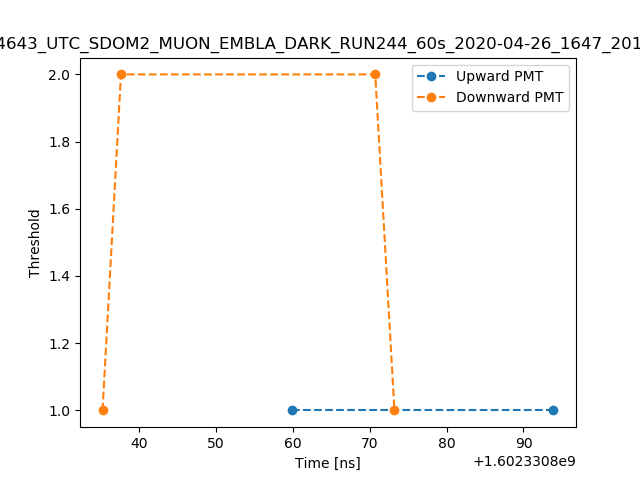 4643_UTC_SDOM2_MUON_EMBLA_DARK_RUN244_60s_2020-04-26_1647_201
Upward PMT
Downward PMT
2.0
1.8
1.6
1.4
1.2
1.0
Threshold
40 50 60 70 80 90
Time [ns]
+1.6023308e9